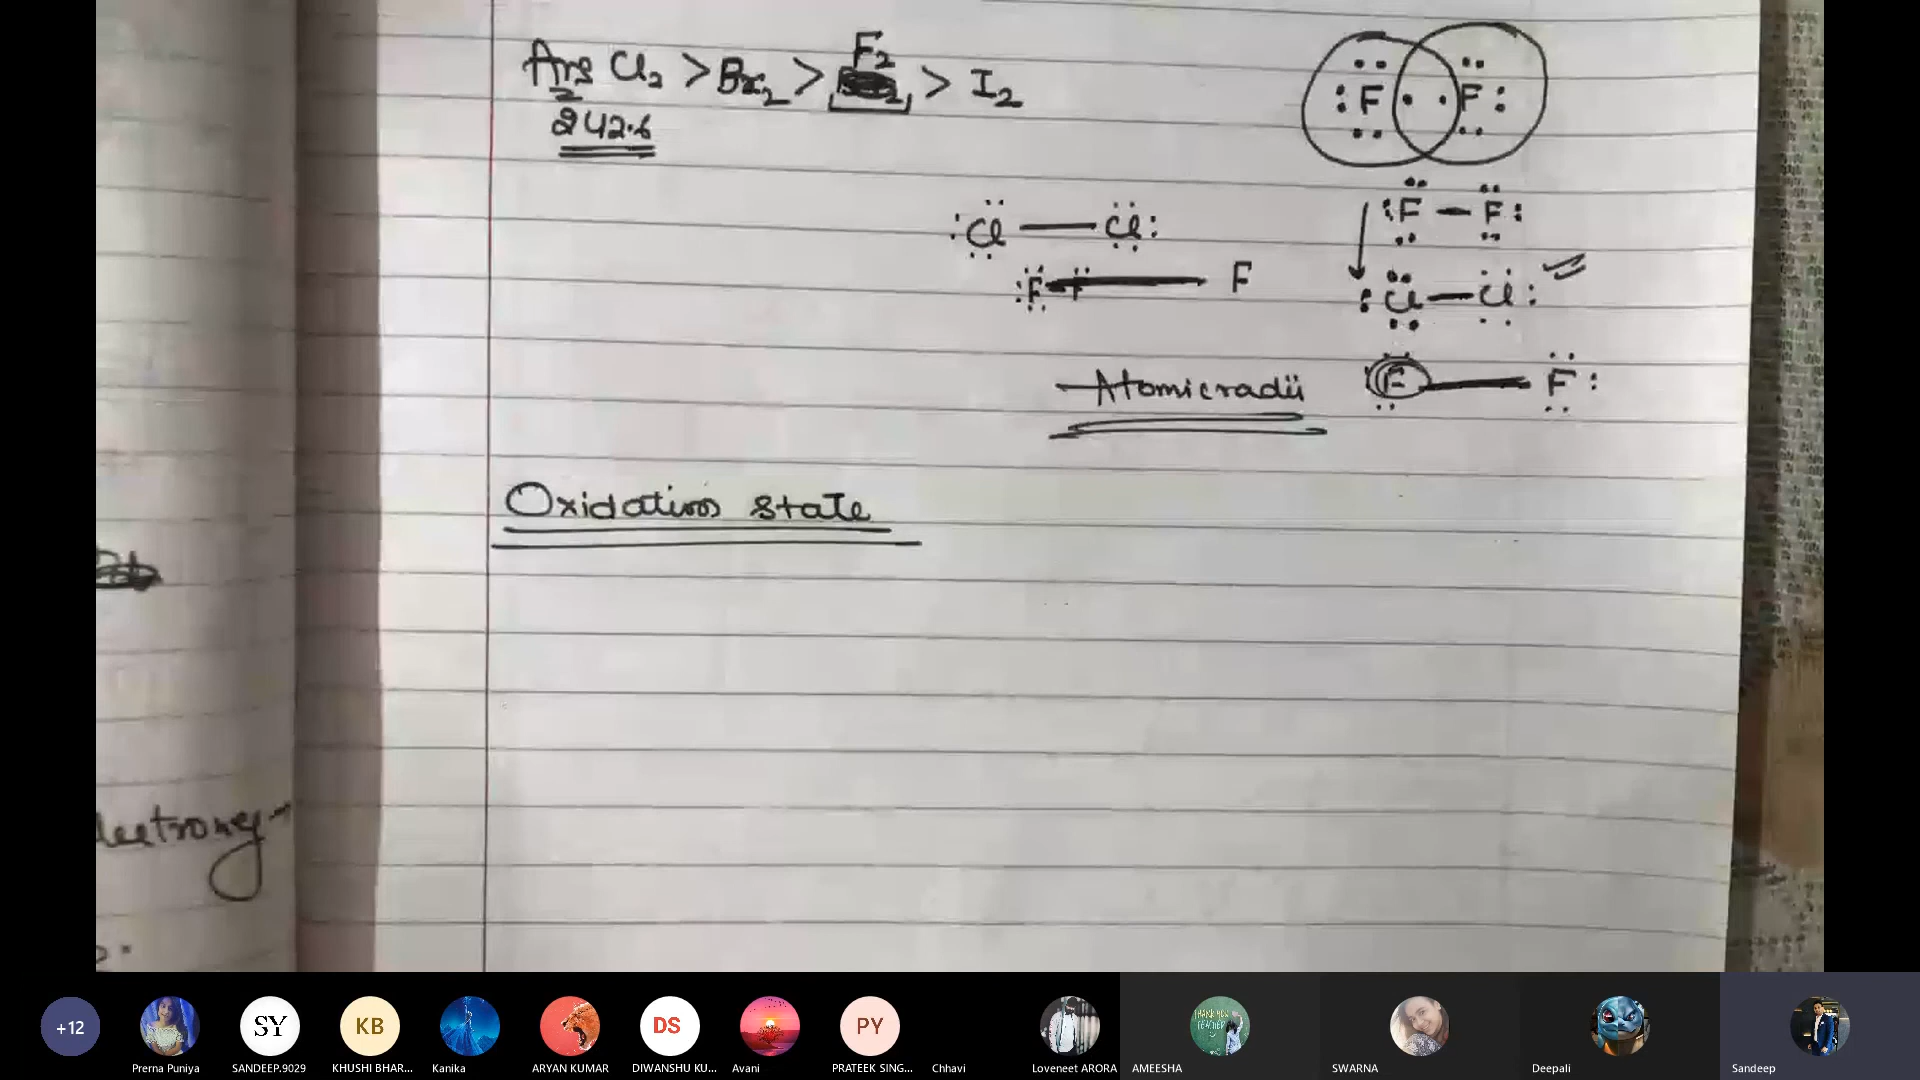 Ans Cl₂ > Br₂ > F₂ > I₂
242.6
:F · · F:
:F — F:
:Cl — Cl:
:Cl — Cl:
:F F — F
Atomic radii
F — F:
Oxidation state
+12
Prerna Puniya
SY
SANDEEP.9029
KB
KHUSHI BHAR...
Kanika
ARYAN KUMAR
DS
DIWANSHU KU...
Avani
PY
PRATEEK SING...
Chhavi
Loveneet ARORA
AMEESHA
SWARNA
Deepali
Sandeep